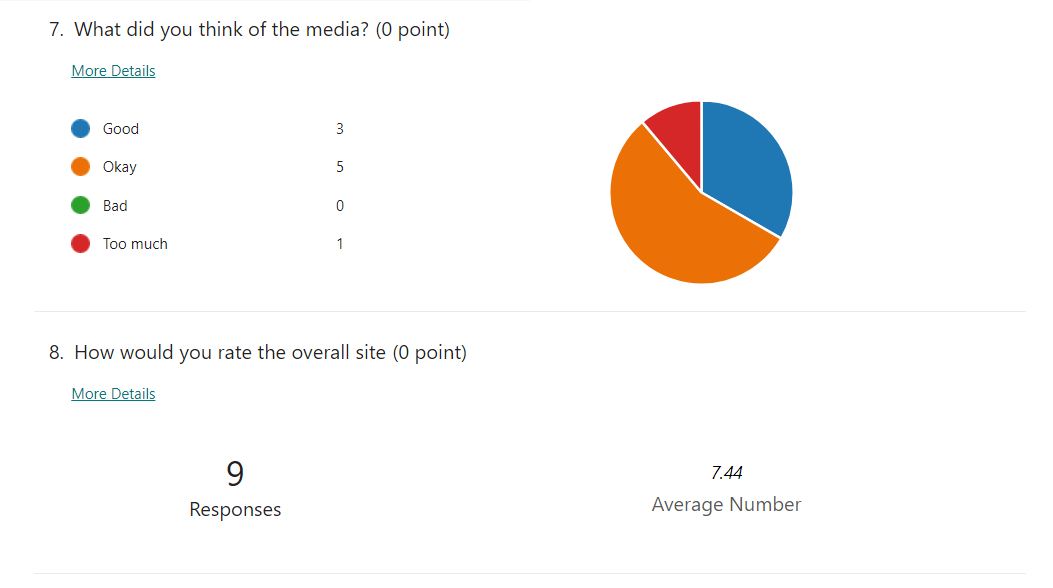 7. What did you think of the media? (0 point)
More Details
Good 3
Okay 5
Bad 0
Too much 1
8. How would you rate the overall site (0 point)
More Details
9
Responses
7.44
Average Number